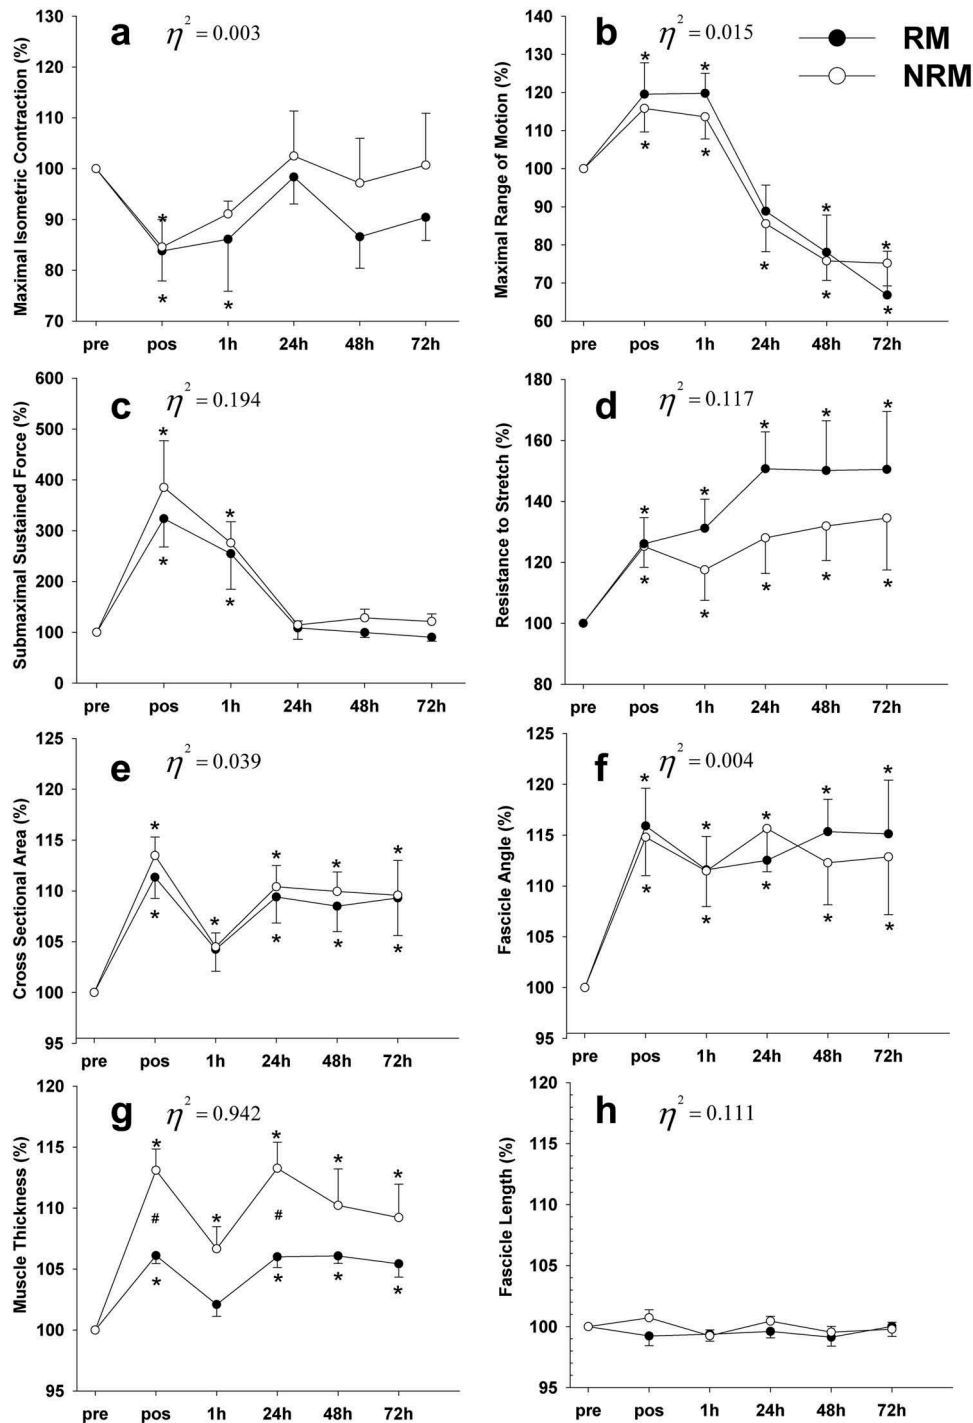 a
η² = 0.003
Maximal Isometric Contraction (%)
130
120
110
100
90
80
70
*
*
*
pre pos 1h 24h 48h 72h
b
η² = 0.015
RM
NRM
Maximal Range of Motion (%)
140
120
110
100
90
80
70
60
* *
* *
* *
* * *
pre pos 1h 24h 48h 72h
c
η² = 0.194
Submaximal Sustained Force (%)
600
500
400
300
200
100
0
* *
* *
pre pos 1h 24h 48h 72h
d
η² = 0.117
Resistance to Stretch (%)
180
160
140
120
100
80
* * * * *
* * * * *
pre pos 1h 24h 48h 72h
e
η² = 0.039
Cross Sectional Area (%)
125
120
115
110
105
100
95
* * * * *
* * * *
pre pos 1h 24h 48h 72h
f
η² = 0.004
Fascicle Angle (%)
125
120
115
110
105
100
95
* * * * *
* * * * *
pre pos 1h 24h 48h 72h
g
η² = 0.942
Muscle Thickness (%)
120
115
110
105
100
95
* * * * *
# #
* * * *
pre pos 1h 24h 48h 72h
h
η² = 0.111
Fascicle Length (%)
120
115
110
105
100
95
pre pos 1h 24h 48h 72h